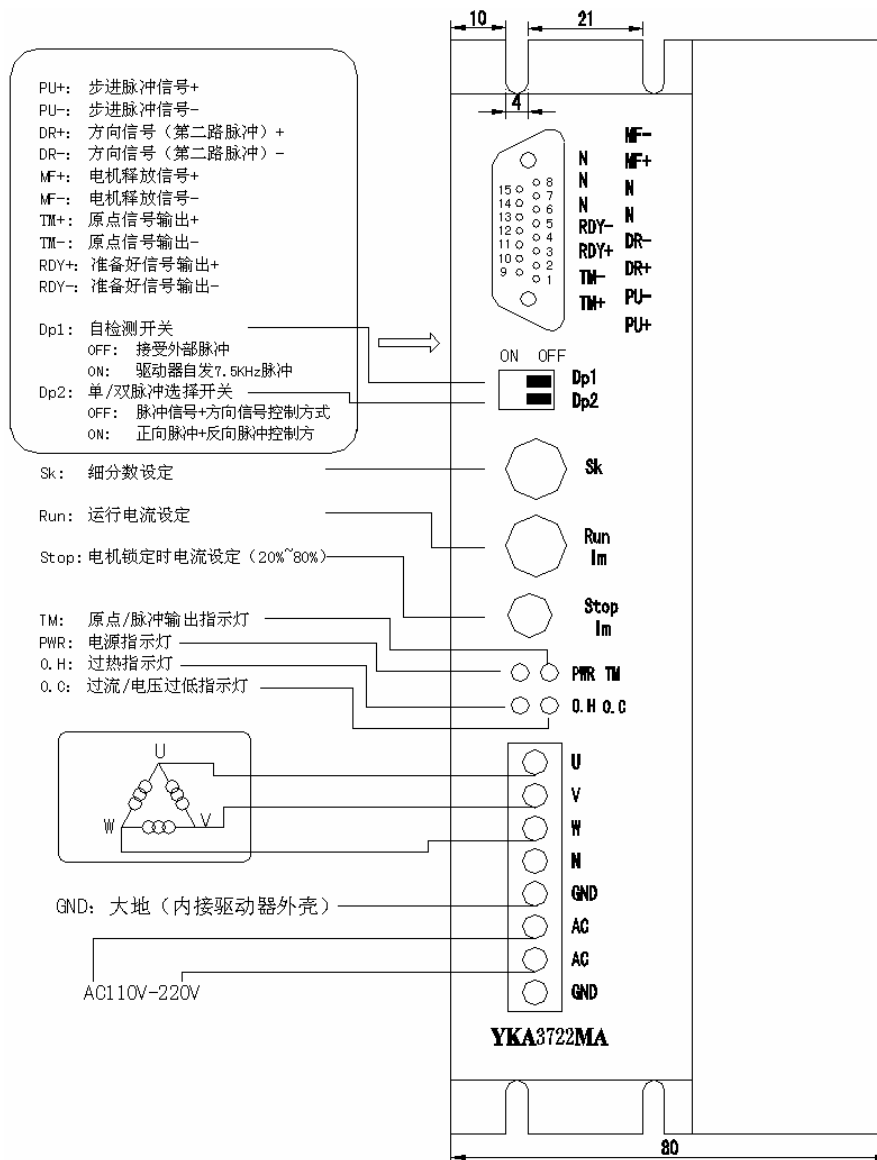 10
21
4
PU+: 步进脉冲信号+
PU-: 步进脉冲信号-
DR+: 方向信号（第二路脉冲）+
DR-: 方向信号（第二路脉冲）-
MF+: 电机释放信号+
MF-: 电机释放信号-
TM+: 原点信号输出+
TM-: 原点信号输出-
RDY+: 准备好信号输出+
RDY-: 准备好信号输出-
Dp1: 自检测开关
OFF: 接受外部脉冲
ON: 驱动器自发7.5KHz脉冲
Dp2: 单/双脉冲选择开关
OFF: 脉冲信号+方向信号控制方式
ON: 正向脉冲+反向脉冲控制方
Sk: 细分数设定
Run: 运行电流设定
Stop: 电机锁定时电流设定（20%~80%）
TM: 原点/脉冲输出指示灯
PWR: 电源指示灯
O.H: 过热指示灯
O.C: 过流/电压过低指示灯
U
W
V
GND: 大地（内接驱动器外壳）
AC110V-220V
15
14
13
12
11
10
9
8
7
6
5
4
3
2
1
N
N
N
RDY-
RDY+
TM-
TM+
MF-
MF+
N
N
DR-
DR+
PU-
PU+
ON OFF
Dp1
Dp2
Sk
Run
Im
Stop
Im
PWR TM
O.H O.C
U
V
W
N
GND
AC
AC
GND
YKA3722MA
80